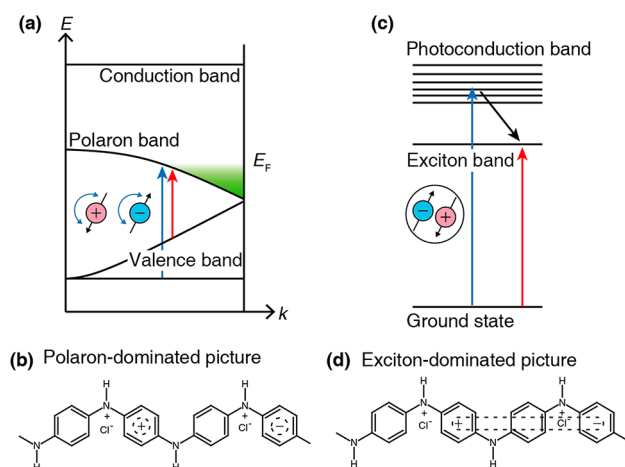 (a)
E
Conduction band
Polaron band
E_F
+
−
Valence band
k
(c)
Photoconduction band
Exciton band
−
+
Ground state
(b) Polaron-dominated picture
H
N
+
Cl⁻
+
N
H
H
N
+
Cl⁻
−
N
H
(d) Exciton-dominated picture
H
N
+
Cl⁻
+
N
H
H
N
+
Cl⁻
−
N
H